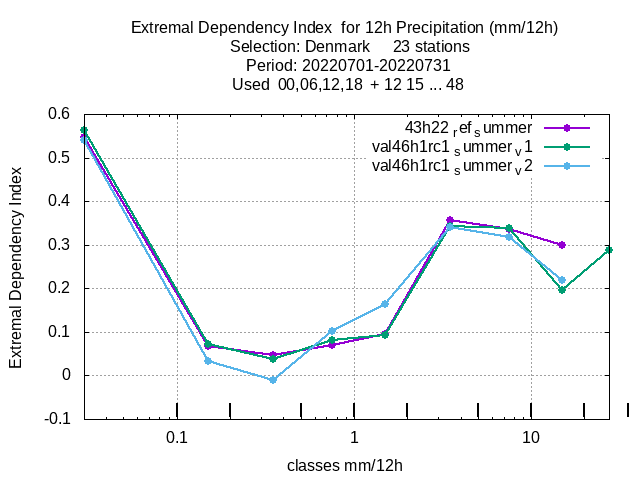 Extremal Dependency Index  for 12h Precipitation (mm/12h)
Selection: Denmark     23 stations
Period: 20220701-20220731
Used  00,06,12,18  + 12 15 ... 48
43h22 ref summer
val46h1rc1 summer v1
val46h1rc1 summer v2
0.6
0.5
0.4
0.3
0.2
0.1
0
-0.1
Extremal Dependency Index
0.1
1
10
classes mm/12h